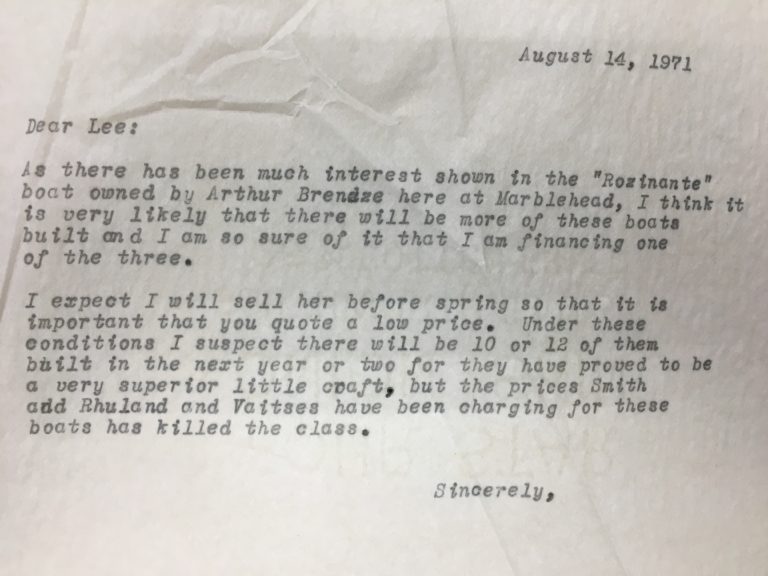 August 14, 1971
Dear Lee:
As there has been much interest shown in the "Rozinante"
boat owned by Arthur Brendze here at Marblehead, I think it
is very likely that there will be more of these boats
built and I am so sure of it that I am financing one
of the three.
I expect I will sell her before spring so that it is
important that you quote a low price. Under these
conditions I suspect there will be 10 or 12 of them
built in the next year or two for they have proved to be
a very superior little craft, but the prices Smith
add Rhuland and Vaitses have been charging for these
boats has killed the class.
Sincerely,